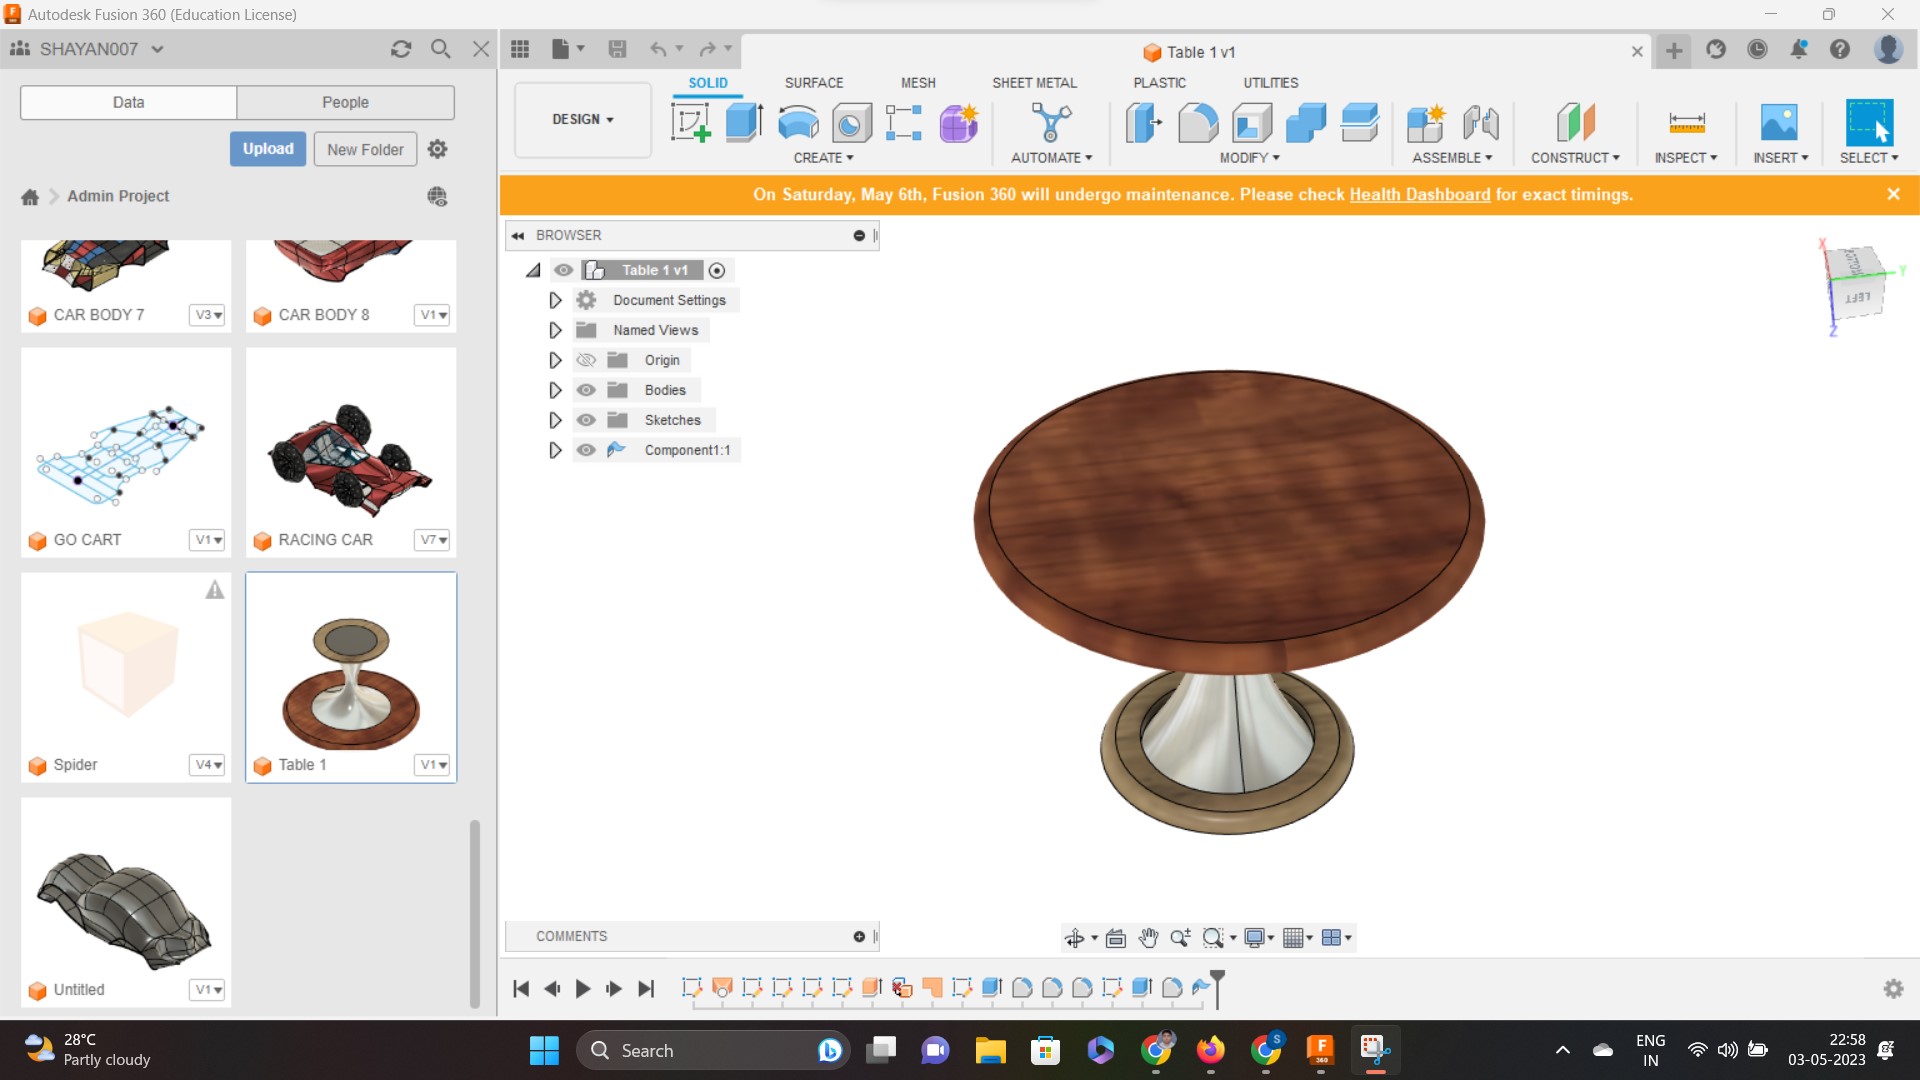 Autodesk Fusion 360 (Education License)
SHAYAN007
Table 1 v1
Data
People
Upload
New Folder
Admin Project
CAR BODY 7
V3
CAR BODY 8
V1
GO CART
V1
RACING CAR
V7
Spider
V4
Table 1
V1
Untitled
V1
DESIGN
SOLID
SURFACE
MESH
SHEET METAL
PLASTIC
UTILITIES
CREATE
AUTOMATE
MODIFY
ASSEMBLE
CONSTRUCT
INSPECT
INSERT
SELECT
On Saturday, May 6th, Fusion 360 will undergo maintenance. Please check Health Dashboard for exact timings.
BROWSER
Table 1 v1
Document Settings
Named Views
Origin
Bodies
Sketches
Component1:1
X
Y
LEFT
Z
COMMENTS
28°C
Partly cloudy
Search
ENG
IN
22:58
03-05-2023